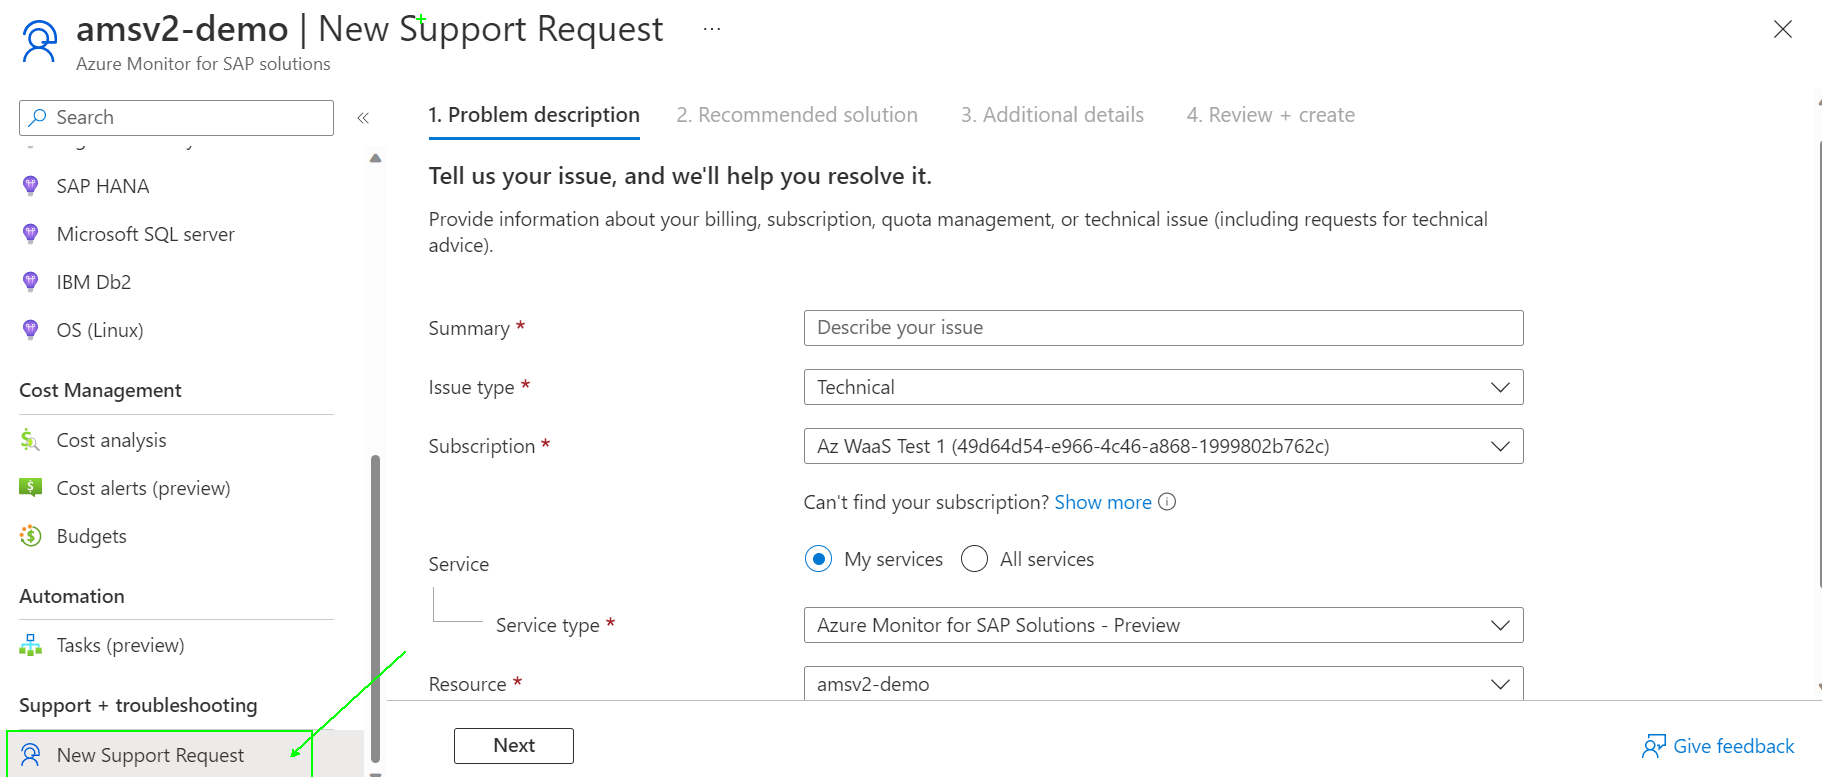 amsv2-demo | New Support Request ...
Azure Monitor for SAP solutions
Search
«
SAP HANA
Microsoft SQL server
IBM Db2
OS (Linux)
Cost Management
Cost analysis
Cost alerts (preview)
Budgets
Automation
Tasks (preview)
Support + troubleshooting
New Support Request
1. Problem description
2. Recommended solution
3. Additional details
4. Review + create
Tell us your issue, and we'll help you resolve it.
Provide information about your billing, subscription, quota management, or technical issue (including requests for technical
advice).
Summary *
Describe your issue
Issue type *
Technical
Subscription *
Az WaaS Test 1 (49d64d54-e966-4c46-a868-1999802b762c)
Can't find your subscription? Show more
Service
My services
All services
Service type *
Azure Monitor for SAP Solutions - Preview
Resource *
amsv2-demo
Next
Give feedback